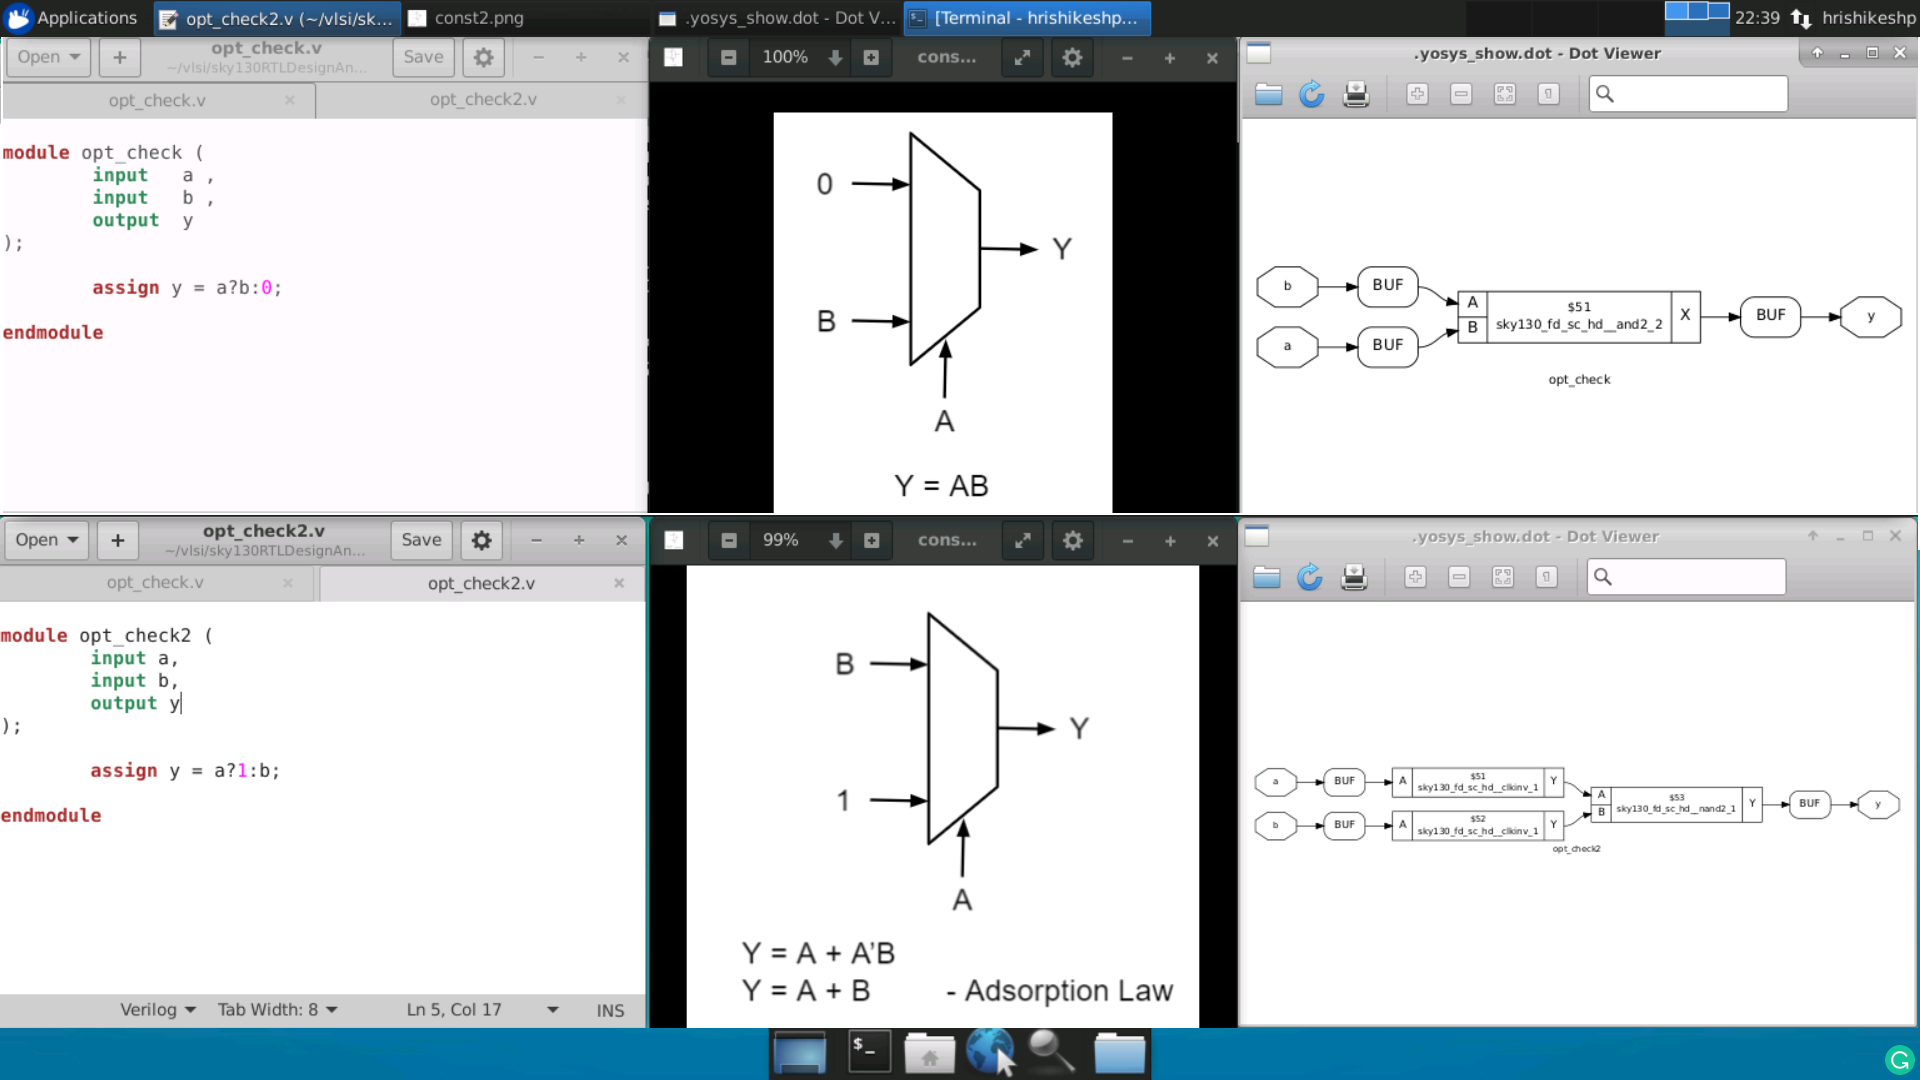 Applications
opt_check2.v (~/vlsi/sk...
const2.png
.yosys_show.dot - Dot V...
[Terminal - hrishikeshp...
22:39
hrishikeshp
Open
+
opt_check.v
~/vlsi/sky130RTLDesignAn...
Save
opt_check.v
opt_check2.v
module opt_check (
input a ,
input b ,
output y
);
assign y = a?b:0;
endmodule
100%
cons...
0
B
Y
A
Y = AB
.yosys_show.dot - Dot Viewer
b
BUF
a
BUF
A
B
$51
sky130_fd_sc_hd__and2_2
X
BUF
y
opt_check
Open
+
opt_check2.v
~/vlsi/sky130RTLDesignAn...
Save
opt_check.v
opt_check2.v
module opt_check2 (
input a,
input b,
output y
);
assign y = a?1:b;
endmodule
Verilog
Tab Width: 8
Ln 5, Col 17
INS
99%
cons...
B
1
Y
A
Y = A + A’B
Y = A + B - Adsorption Law
.yosys_show.dot - Dot Viewer
a
BUF
A
$51
sky130_fd_sc_hd__clkinv_1
Y
b
BUF
A
$52
sky130_fd_sc_hd__clkinv_1
Y
A
B
$53
sky130_fd_sc_hd__nand2_1
Y
BUF
y
opt_check2
$_